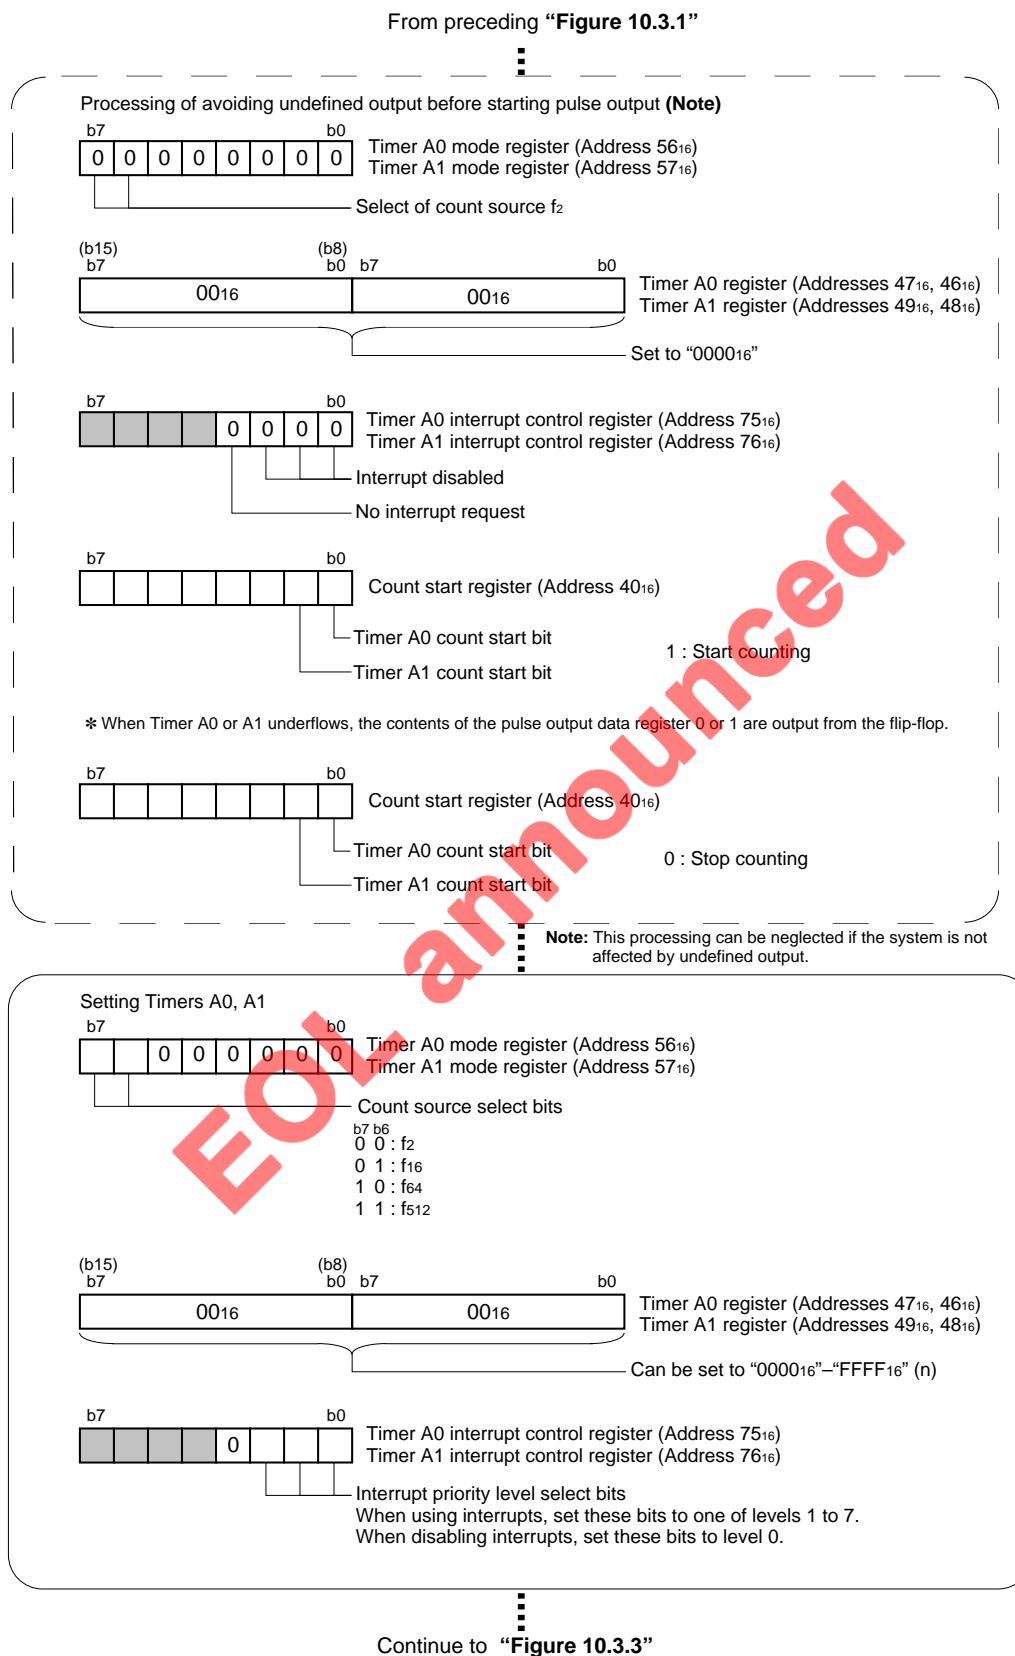 From preceding “Figure 10.3.1”
Processing of avoiding undefined output before starting pulse output (Note)
b7 b0
0 0 0 0 0 0 0 0
Timer A0 mode register (Address 5616)
Timer A1 mode register (Address 5716)
Select of count source f2
(b15) (b8)
b7 b0 b7 b0
0016 0016
Timer A0 register (Addresses 4716, 4616)
Timer A1 register (Addresses 4916, 4816)
Set to “000016”
b7 b0
0 0 0 0
Timer A0 interrupt control register (Address 7516)
Timer A1 interrupt control register (Address 7616)
Interrupt disabled
No interrupt request
b7 b0
Count start register (Address 4016)
Timer A0 count start bit
1 : Start counting
Timer A1 count start bit
✻ When Timer A0 or A1 underflows, the contents of the pulse output data register 0 or 1 are output from the flip-flop.
b7 b0
Count start register (Address 4016)
Timer A0 count start bit
0 : Stop counting
Timer A1 count start bit
Note: This processing can be neglected if the system is not
affected by undefined output.
Setting Timers A0, A1
b7 b0
0 0 0 0 0 0
Timer A0 mode register (Address 5616)
Timer A1 mode register (Address 5716)
Count source select bits
b7 b6
0 0 : f2
0 1 : f16
1 0 : f64
1 1 : f512
(b15) (b8)
b7 b0 b7 b0
0016 0016
Timer A0 register (Addresses 4716, 4616)
Timer A1 register (Addresses 4916, 4816)
Can be set to “000016”–“FFFF16” (n)
b7 b0
0
Timer A0 interrupt control register (Address 7516)
Timer A1 interrupt control register (Address 7616)
Interrupt priority level select bits
When using interrupts, set these bits to one of levels 1 to 7.
When disabling interrupts, set these bits to level 0.
Continue to “Figure 10.3.3”
EOL announced